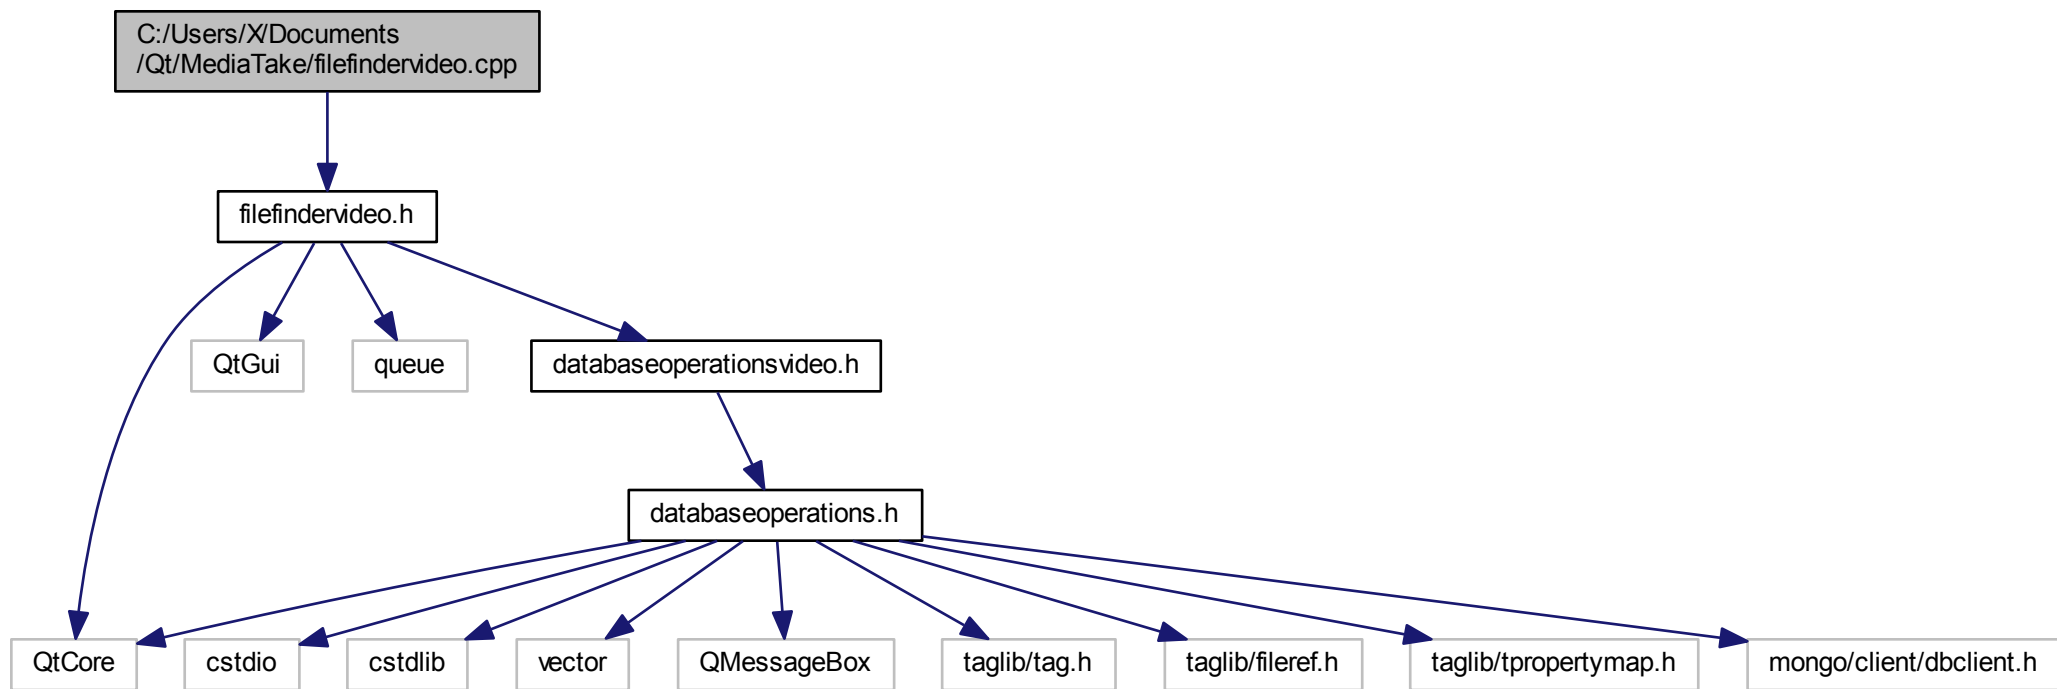 C:/Users/X/Documents
/Qt/MediaTake/filefindervideo.cpp
filefindervideo.h
QtGui
queue
databaseoperationsvideo.h
databaseoperations.h
QtCore
cstdio
cstdlib
vector
QMessageBox
taglib/tag.h
taglib/fileref.h
taglib/tpropertymap.h
mongo/client/dbclient.h